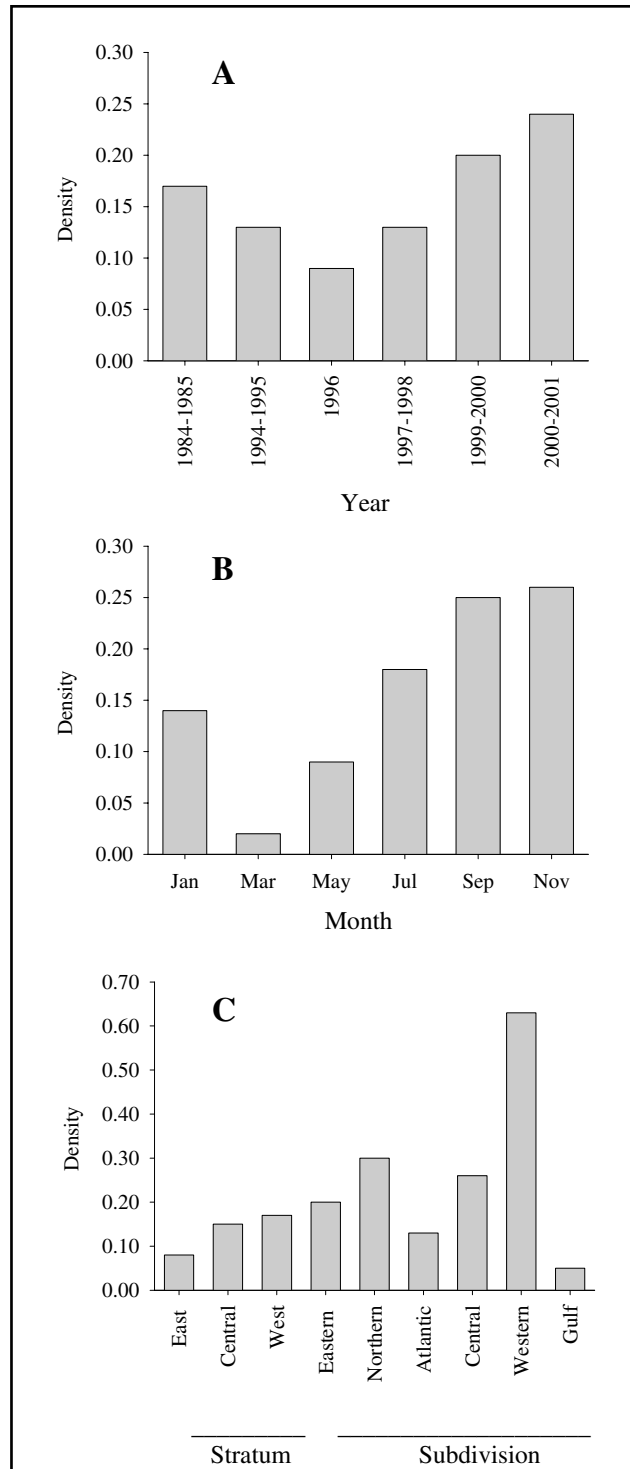 A
Density
0.30
0.25
0.20
0.15
0.10
0.05
0.00
1984-1985
1994-1995
1996
1997-1998
1999-2000
2000-2001
Year
B
Density
0.30
0.25
0.20
0.15
0.10
0.05
0.00
Jan Mar May Jul Sep Nov
Month
C
Density
0.70
0.60
0.50
0.40
0.30
0.20
0.10
0.00
East
Central
West
Eastern
Northern
Atlantic
Central
Western
Gulf
Stratum Subdivision